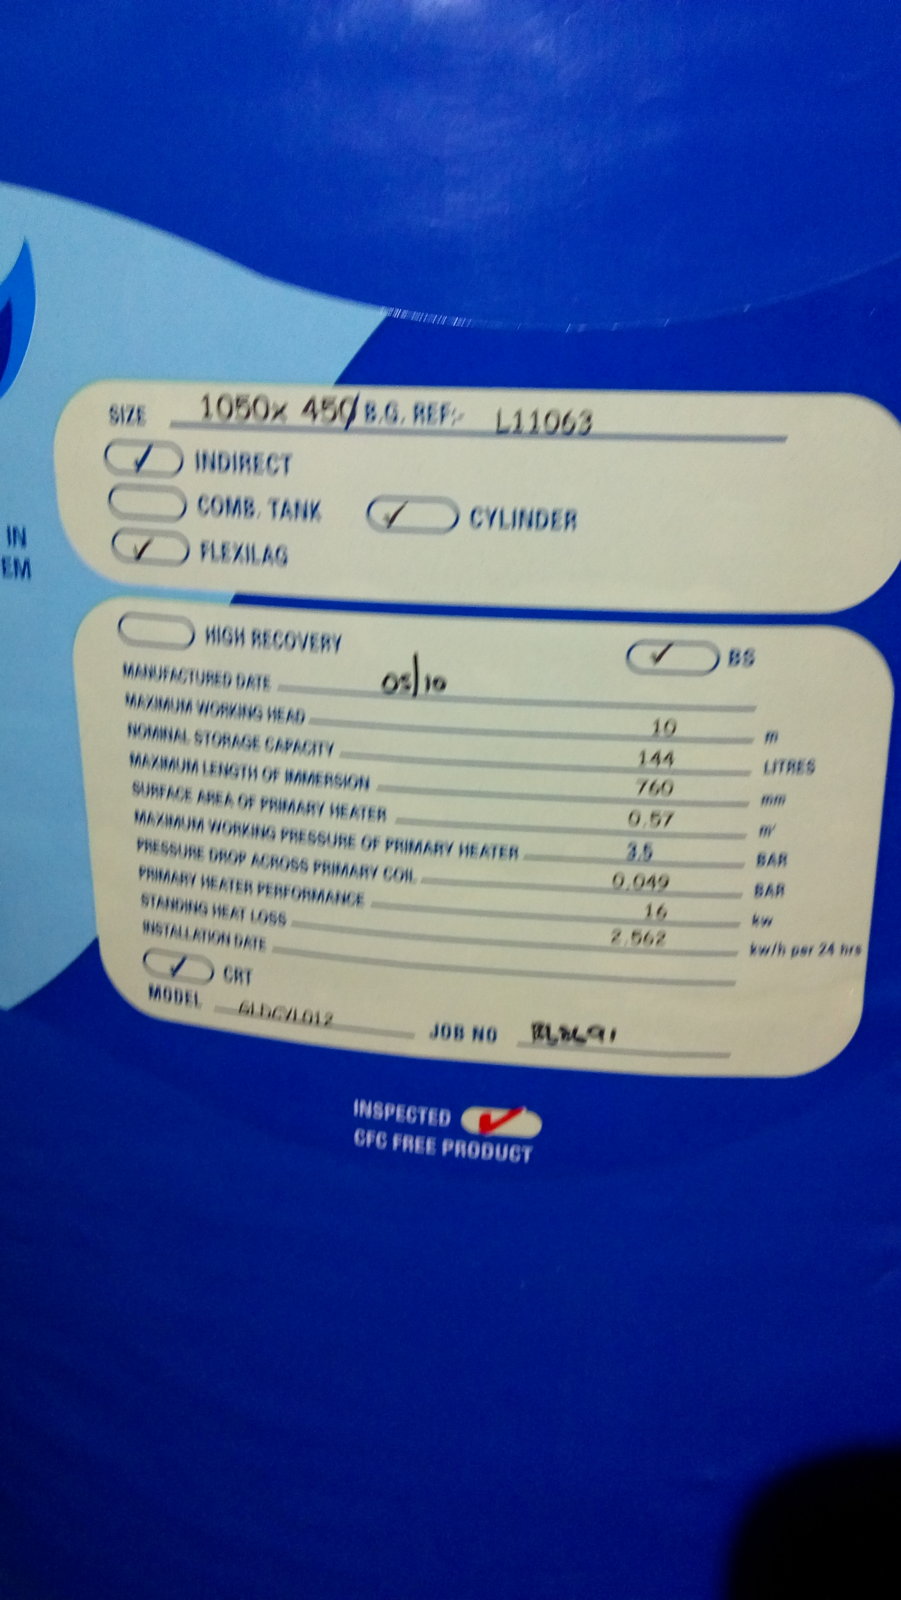 SIZE 1050x 450/ B.G. REF:- L11063
INDIRECT
COMB. TANK CYLINDER
IN
EM
FLEXILAG
HIGH RECOVERY BS
MANUFACTURED DATE 05/10
MAXIMUM WORKING HEAD 10 m
NOMINAL STORAGE CAPACITY 144 LITRES
MAXIMUM LENGTH OF IMMERSION 760 mm
SURFACE AREA OF PRIMARY HEATER 0.57 m²
MAXIMUM WORKING PRESSURE OF PRIMARY HEATER 3.5 BAR
PRESSURE DROP ACROSS PRIMARY COIL 0.049 BAR
PRIMARY HEATER PERFORMANCE 16 kw
STANDING HEAT LOSS 2.562 kw/h per 24 hrs
INSTALLATION DATE
CRT
MODEL JOB NO
INSPECTED
CFC FREE PRODUCT